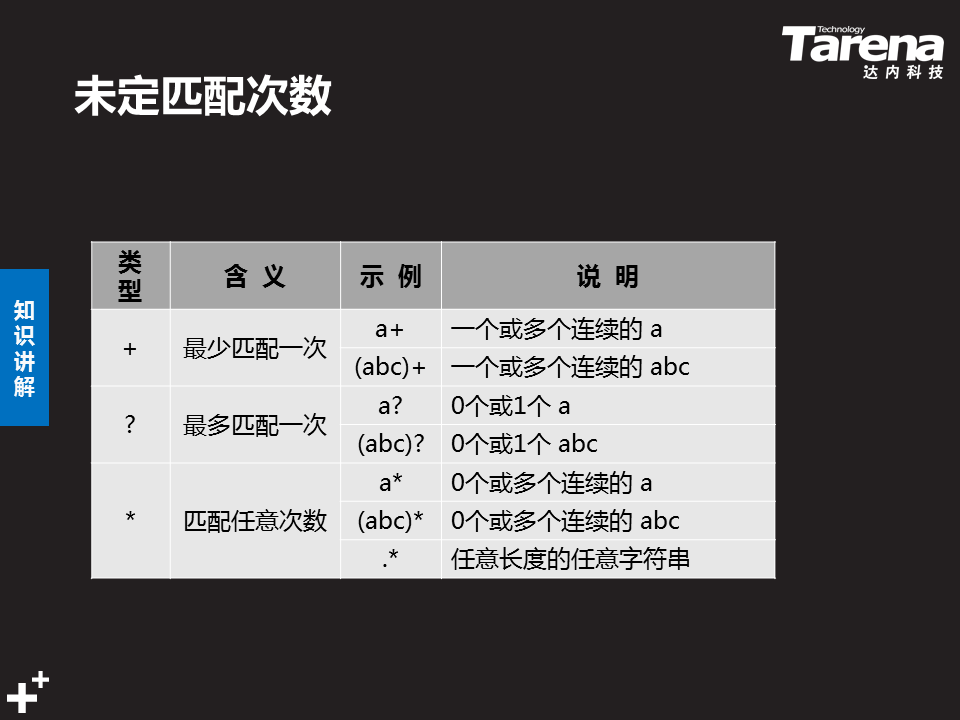 Technology
Tarena
达内科技
未定匹配次数
知识讲解
类型 含 义 示 例 说 明
+ 最少匹配一次 a+ 一个或多个连续的 a
(abc)+ 一个或多个连续的 abc
? 最多匹配一次 a? 0个或1个 a
(abc)? 0个或1个 abc
* 匹配任意次数 a* 0个或多个连续的 a
(abc)* 0个或多个连续的 abc
.* 任意长度的任意字符串